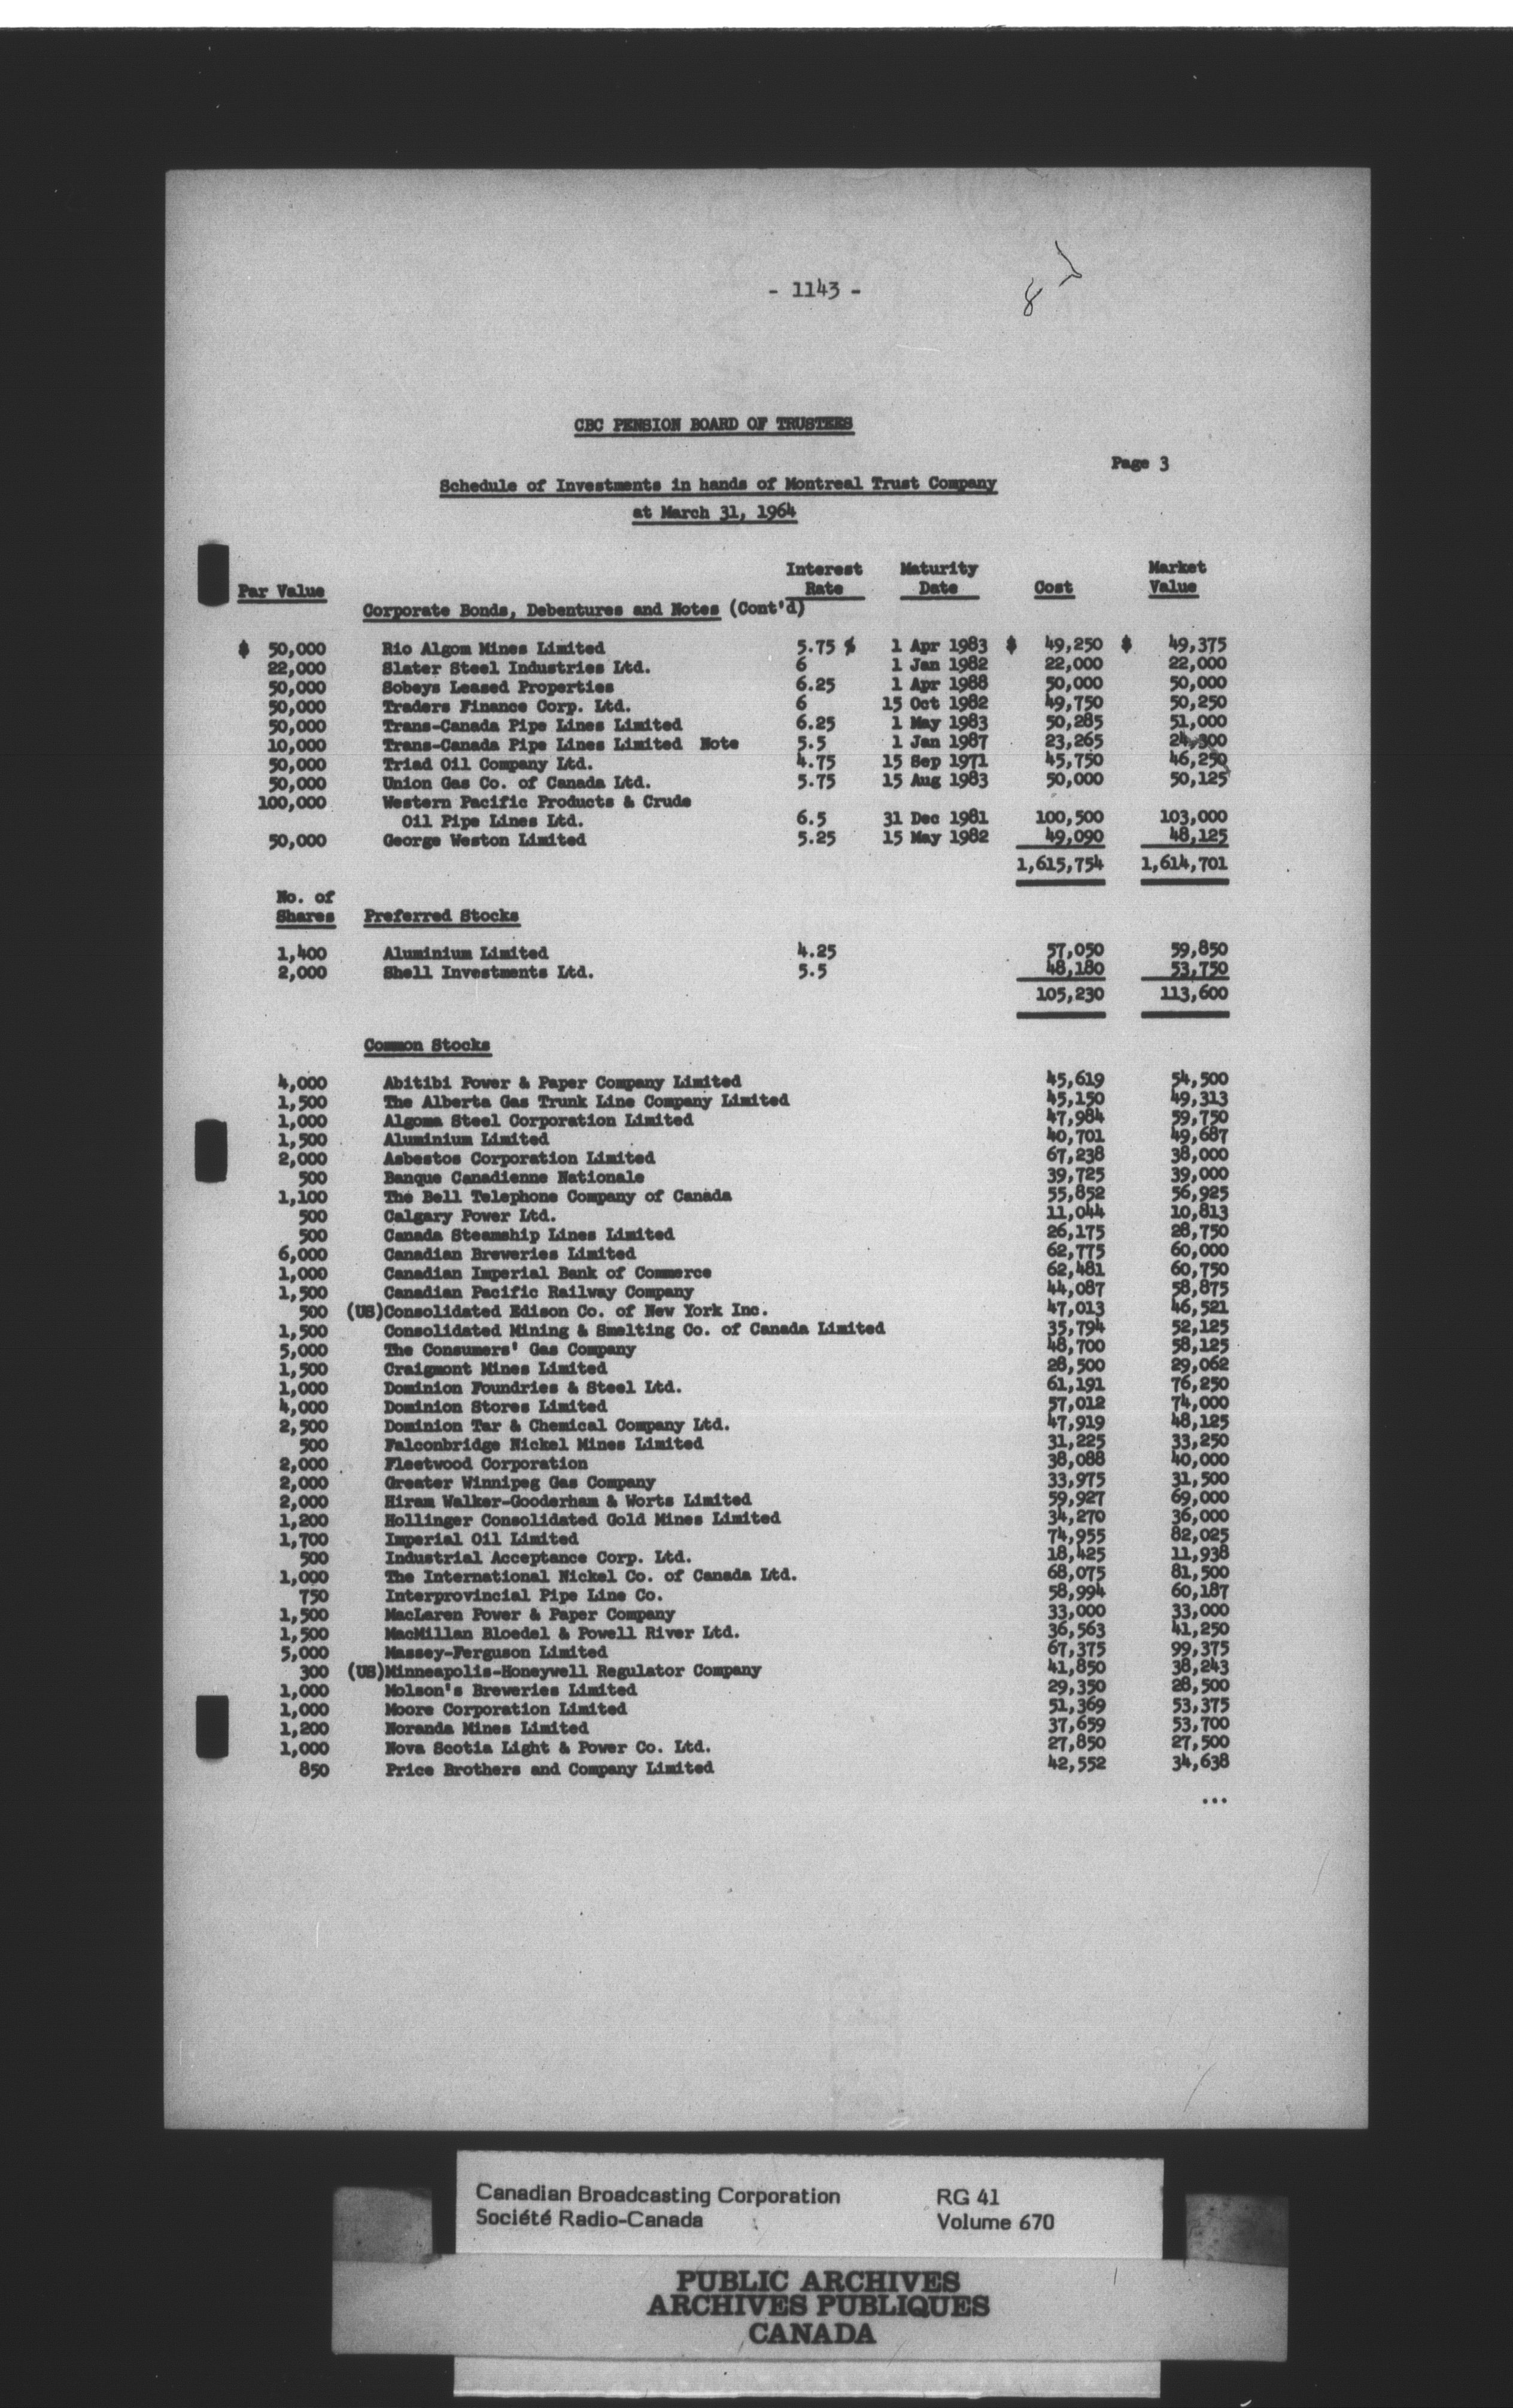 - 1143 -
8
CBC PENSION BOARD OF TRUSTEES
Page 3
Schedule of Investments in hands of Montreal Trust Company
at March 31, 1964
Par Value Interest Rate Maturity Date Cost Market Value
Corporate Bonds, Debentures and Notes (Cont'd)
$ 50,000 Rio Algom Mines Limited 5.75 % 1 Apr 1983 $ 49,250 $ 49,375
22,000 Slater Steel Industries Ltd. 6 1 Jan 1982 22,000 22,000
50,000 Sobeys Leased Properties 6.25 1 Apr 1988 50,000 50,000
50,000 Traders Finance Corp. Ltd. 6 15 Oct 1982 49,750 50,250
50,000 Trans-Canada Pipe Lines Limited 6.25 1 May 1983 50,285 51,000
10,000 Trans-Canada Pipe Lines Limited Note 5.5 1 Jan 1987 23,265 24,300
50,000 Triad Oil Company Ltd. 4.75 15 Sep 1971 45,750 46,250
50,000 Union Gas Co. of Canada Ltd. 5.75 15 Aug 1983 50,000 50,125
100,000 Western Pacific Products & Crude
Oil Pipe Lines Ltd. 6.5 31 Dec 1981 100,500 103,000
50,000 George Weston Limited 5.25 15 May 1982 49,090 48,125
1,615,754 1,614,701
No. of
Shares Preferred Stocks
1,400 Aluminium Limited 4.25 57,050 59,850
2,000 Shell Investments Ltd. 5.5 48,180 53,750
105,230 113,600
Common Stocks
4,000 Abitibi Power & Paper Company Limited 45,619 54,500
1,500 The Alberta Gas Trunk Line Company Limited 45,150 49,313
1,000 Algoma Steel Corporation Limited 47,984 59,750
1,500 Aluminium Limited 40,701 49,687
2,000 Asbestos Corporation Limited 67,238 38,000
500 Banque Canadienne Nationale 39,725 39,000
1,100 The Bell Telephone Company of Canada 55,852 56,925
500 Calgary Power Ltd. 11,044 10,813
500 Canada Steamship Lines Limited 26,175 28,750
6,000 Canadian Breweries Limited 62,775 60,000
1,000 Canadian Imperial Bank of Commerce 62,481 60,750
1,500 Canadian Pacific Railway Company 44,087 58,875
500 (US)Consolidated Edison Co. of New York Inc. 47,013 46,521
1,500 Consolidated Mining & Smelting Co. of Canada Limited 35,794 52,125
5,000 The Consumers' Gas Company 48,700 58,125
1,500 Craigmont Mines Limited 28,500 29,062
1,000 Dominion Foundries & Steel Ltd. 61,191 76,250
4,000 Dominion Stores Limited 57,012 74,000
2,500 Dominion Tar & Chemical Company Ltd. 47,919 48,125
500 Falconbridge Nickel Mines Limited 31,225 33,250
2,000 Fleetwood Corporation 38,088 40,000
2,000 Greater Winnipeg Gas Company 33,975 31,500
2,000 Hiram Walker-Gooderham & Worts Limited 59,927 69,000
1,200 Hollinger Consolidated Gold Mines Limited 34,270 36,000
1,700 Imperial Oil Limited 74,955 82,025
500 Industrial Acceptance Corp. Ltd. 18,425 11,938
1,000 The International Nickel Co. of Canada Ltd. 68,075 81,500
750 Interprovincial Pipe Line Co. 58,994 60,187
1,500 MacLaren Power & Paper Company 33,000 33,000
1,500 MacMillan Bloedel & Powell River Ltd. 36,563 41,250
5,000 Massey-Ferguson Limited 67,375 99,375
300 (US)Minneapolis-Honeywell Regulator Company 41,850 38,243
1,000 Molson's Breweries Limited 29,350 28,500
1,000 Moore Corporation Limited 51,369 53,375
1,200 Noranda Mines Limited 37,659 53,700
1,000 Nova Scotia Light & Power Co. Ltd. 27,850 27,500
850 Price Brothers and Company Limited 42,552 34,638
...
Canadian Broadcasting Corporation RG 41
Société Radio-Canada Volume 670
PUBLIC ARCHIVES
ARCHIVES PUBLIQUES
CANADA